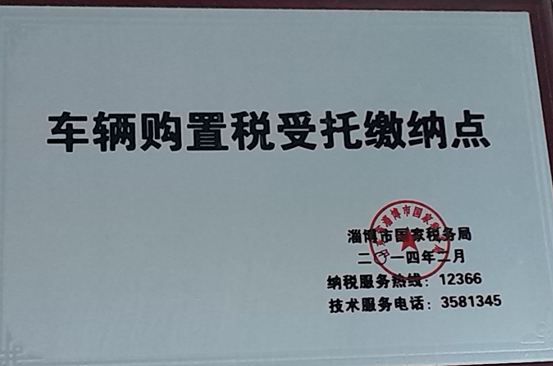 车辆购置税受托缴纳点
淄博市国家税务局
二〇一四年二月
纳税服务热线：12366
技术服务电话：3581345